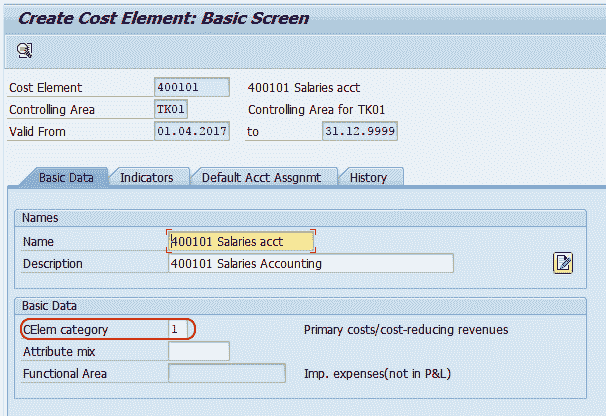 Create Cost Element: Basic Screen
Cost Element 400101 400101 Salaries acct
Controlling Area TK01 Controlling Area for TK01
Valid From 01.04.2017 to 31.12.9999
Basic Data Indicators Default Acct Assgnmt History
Names
Name 400101 Salaries acct
Description 400101 Salaries Accounting
Basic Data
CElem category 1 Primary costs/cost-reducing revenues
Attribute mix
Functional Area Imp. expenses(not in P&L)